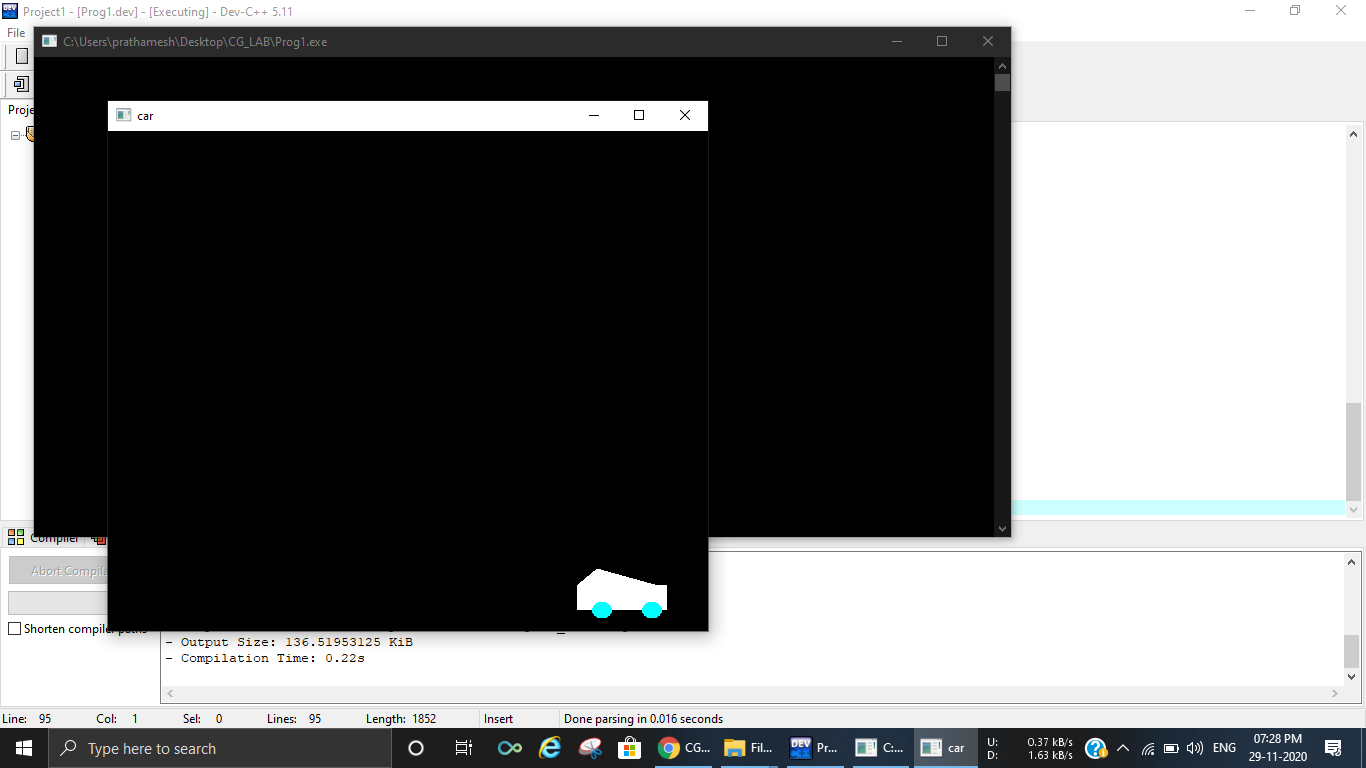 Project1 - [Prog1.dev] - [Executing] - Dev-C++ 5.11
File
C:\Users\prathamesh\Desktop\CG_LAB\Prog1.exe
Proje
car
Compiler
Abort Compila
Shorten compiler paths
- Output Size: 136.51953125 KiB
- Compilation Time: 0.22s
Line: 95 Col: 1 Sel: 0 Lines: 95 Length: 1852 Insert Done parsing in 0.016 seconds
Type here to search
CG...
Fil...
DEV
Pr...
C:...
car
U: 0.37 kB/s
D: 1.63 kB/s
ENG
07:28 PM
29-11-2020